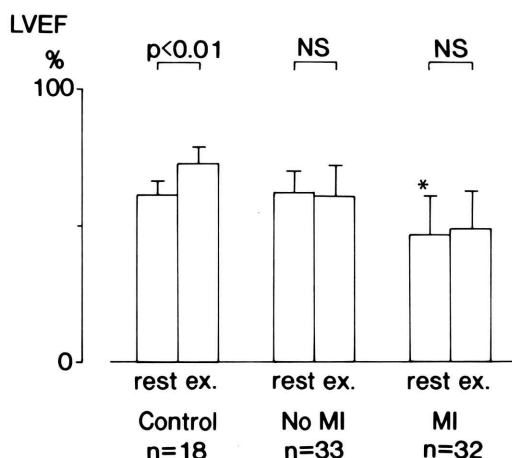 LVEF
%
p<0.01 NS NS
100
*
0
rest ex. rest ex. rest ex.
Control No MI MI
n=18 n=33 n=32